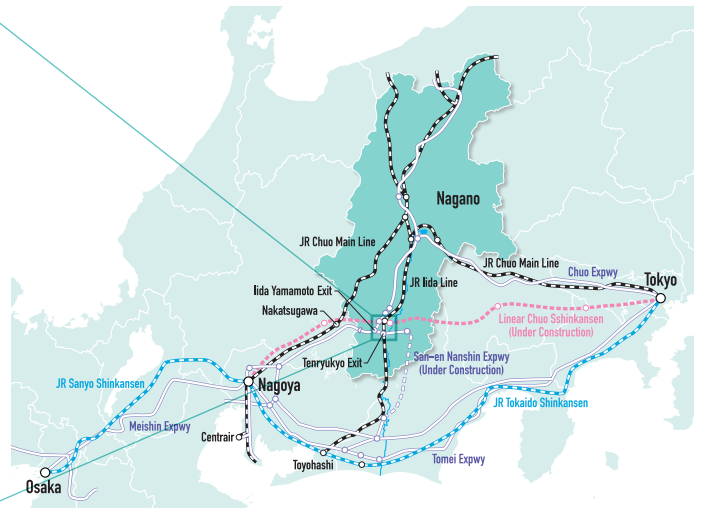 Nagano
JR Chuo Main Line
JR Chuo Main Line
Chuo Expwy
Tokyo
Iida Yamamoto Exit
JR Iida Line
Nakatsugawa
Linear Chuo Sshinkansen
(Under Construction)
Tenryukyo Exit
San-en Nanshin Expwy
(Under Construction)
JR Sanyo Shinkansen
Nagoya
JR Tokaido Shinkansen
Meishin Expwy
Centrair
Toyohashi
Tomei Expwy
Osaka